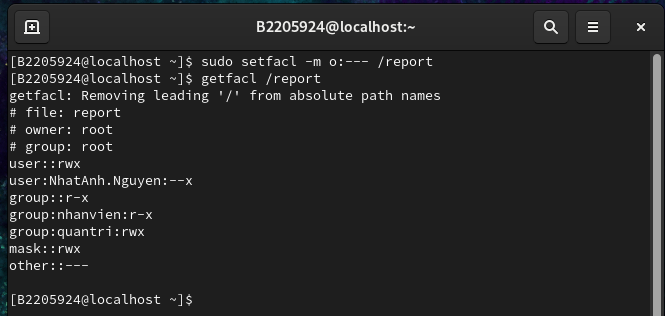 B2205924@localhost:~
[B2205924@localhost ~]$ sudo setfacl -m o:--- /report
[B2205924@localhost ~]$ getfacl /report
getfacl: Removing leading '/' from absolute path names
# file: report
# owner: root
# group: root
user::rwx
user:NhatAnh.Nguyen:--x
group::r-x
group:nhanvien:r-x
group:quantri:rwx
mask::rwx
other::---
[B2205924@localhost ~]$